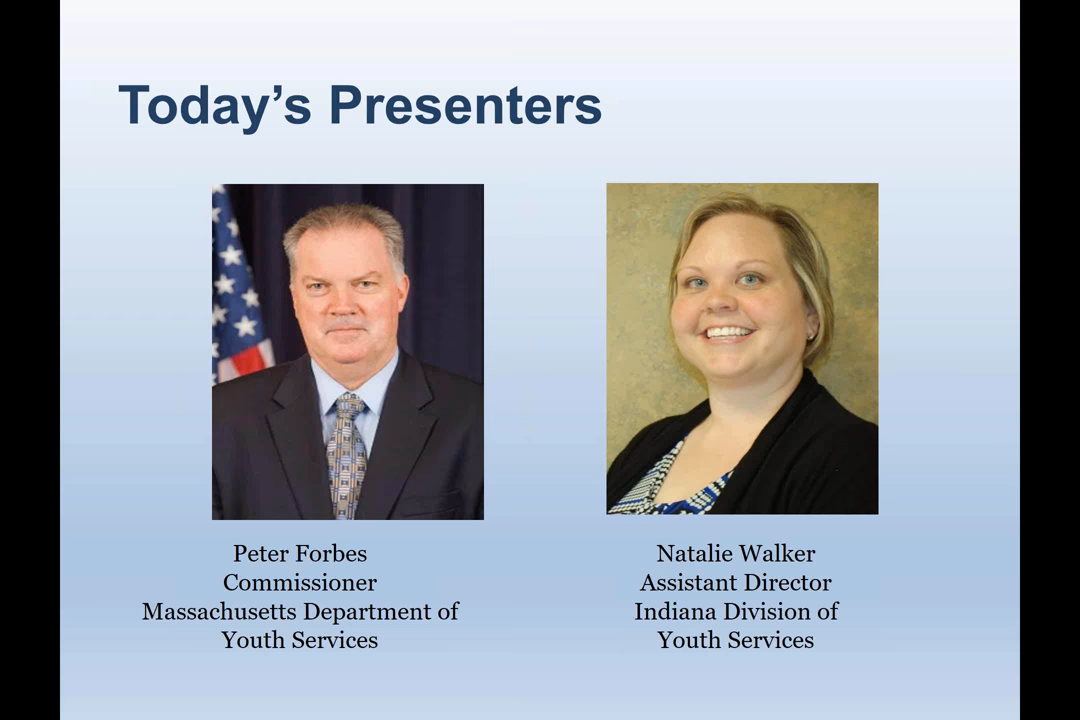 Today’s Presenters
Peter Forbes
Commissioner
Massachusetts Department of
Youth Services
Natalie Walker
Assistant Director
Indiana Division of
Youth Services